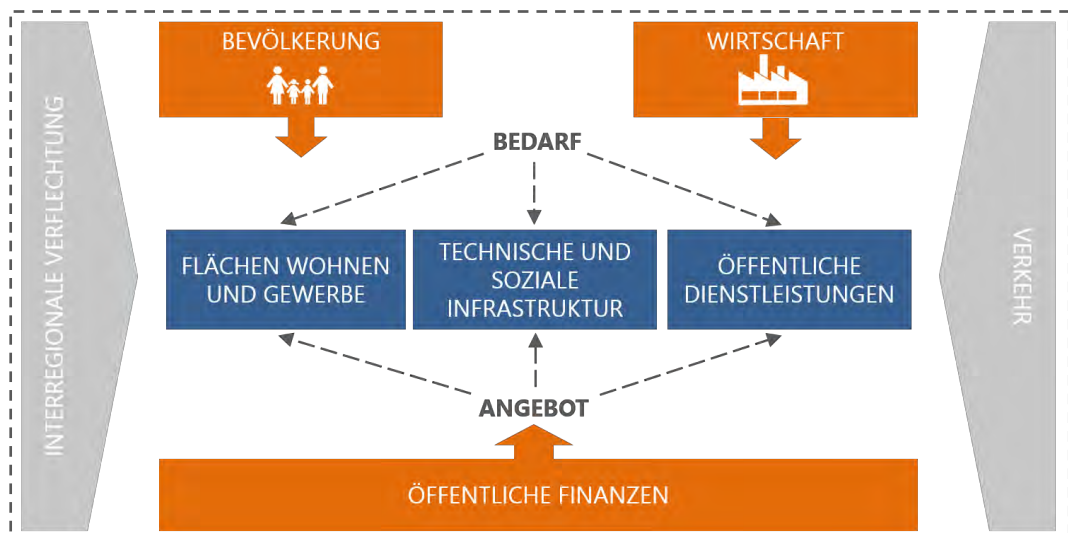 BEVÖLKERUNG
WIRTSCHAFT
INTERREGIONALE VERFLECHTUNG
BEDARF
FLÄCHEN WOHNEN
UND GEWERBE
TECHNISCHE UND
SOZIALE
INFRASTRUKTUR
ÖFFENTLICHE
DIENSTLEISTUNGEN
VERKEHR
ANGEBOT
ÖFFENTLICHE FINANZEN